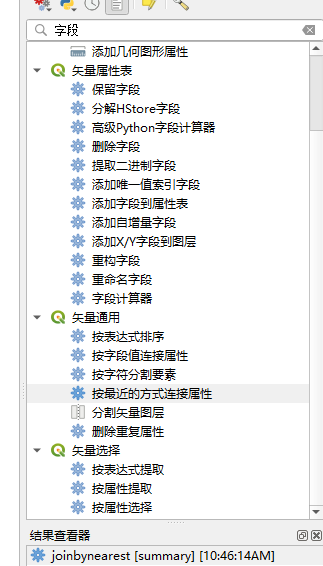 字段
添加几何图形属性
矢量属性表
保留字段
分解HStore字段
高级Python字段计算器
删除字段
提取二进制字段
添加唯一值索引字段
添加字段到属性表
添加自增量字段
添加X/Y字段到图层
重构字段
重命名字段
字段计算器
矢量通用
按表达式排序
按字段值连接属性
按字符分割要素
按最近的方式连接属性
分割矢量图层
删除重复属性
矢量选择
按表达式提取
按属性提取
按属性选择
结果查看器
joinbynearest [summary] [10:46:14AM]